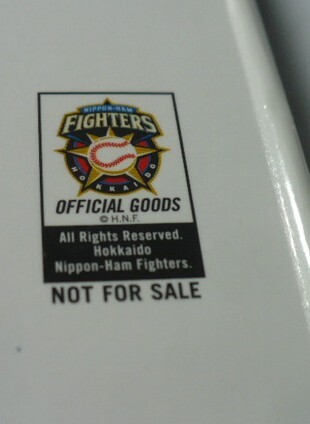 NIPPON-HAM
FIGHTERS
HOKKAIDO
OFFICIAL GOODS
© H.N.F.
All Rights Reserved.
Hokkaido
Nippon-Ham Fighters.
NOT FOR SALE